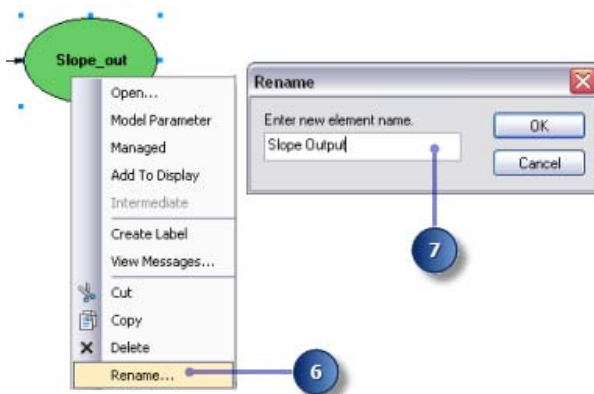 Slope_out
Open...
Model Parameter
Managed
Add To Display
Intermediate
Create Label
View Messages...
Cut
Copy
Delete
Rename...
6
Rename
Enter new element name.
Slope Output
OK
Cancel
7